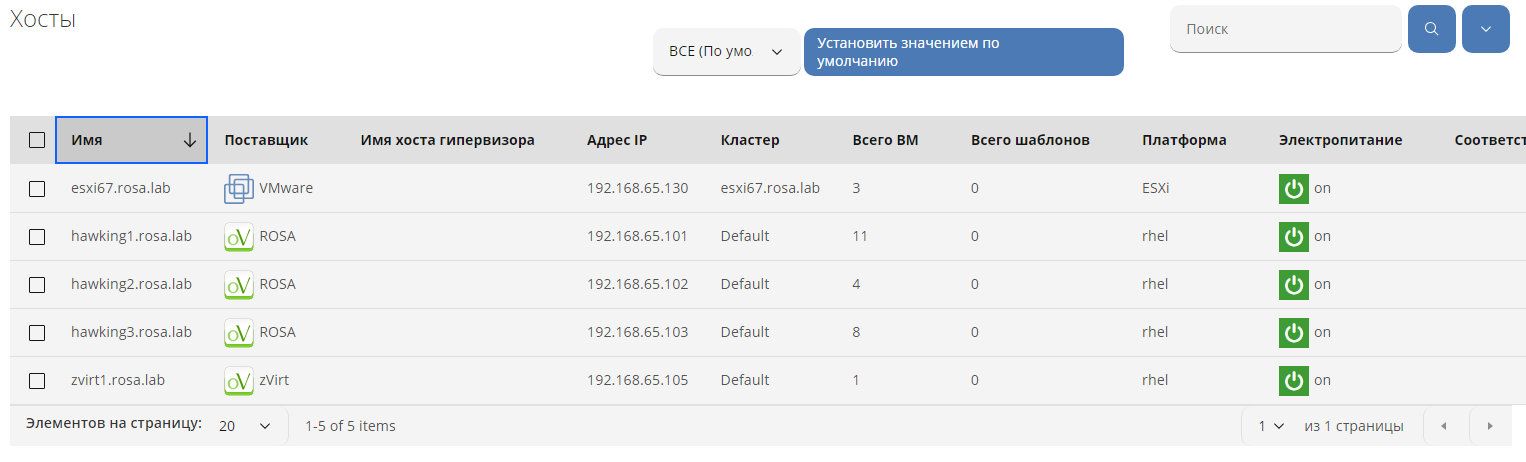 Хосты
Поиск
ВСЕ (По умо
Установить значением по
умолчанию
Имя Поставщик Имя хоста гипервизора Адрес IP Кластер Всего ВМ Всего шаблонов Платформа Электропитание Соответст
esxi67.rosa.lab VMware 192.168.65.130 esxi67.rosa.lab 3 0 ESXi on
hawking1.rosa.lab oV ROSA 192.168.65.101 Default 11 0 rhel on
hawking2.rosa.lab oV ROSA 192.168.65.102 Default 4 0 rhel on
hawking3.rosa.lab oV ROSA 192.168.65.103 Default 8 0 rhel on
zvirt1.rosa.lab oV zVirt 192.168.65.105 Default 1 0 rhel on
Элементов на страницу: 20 1-5 of 5 items 1 из 1 страницы